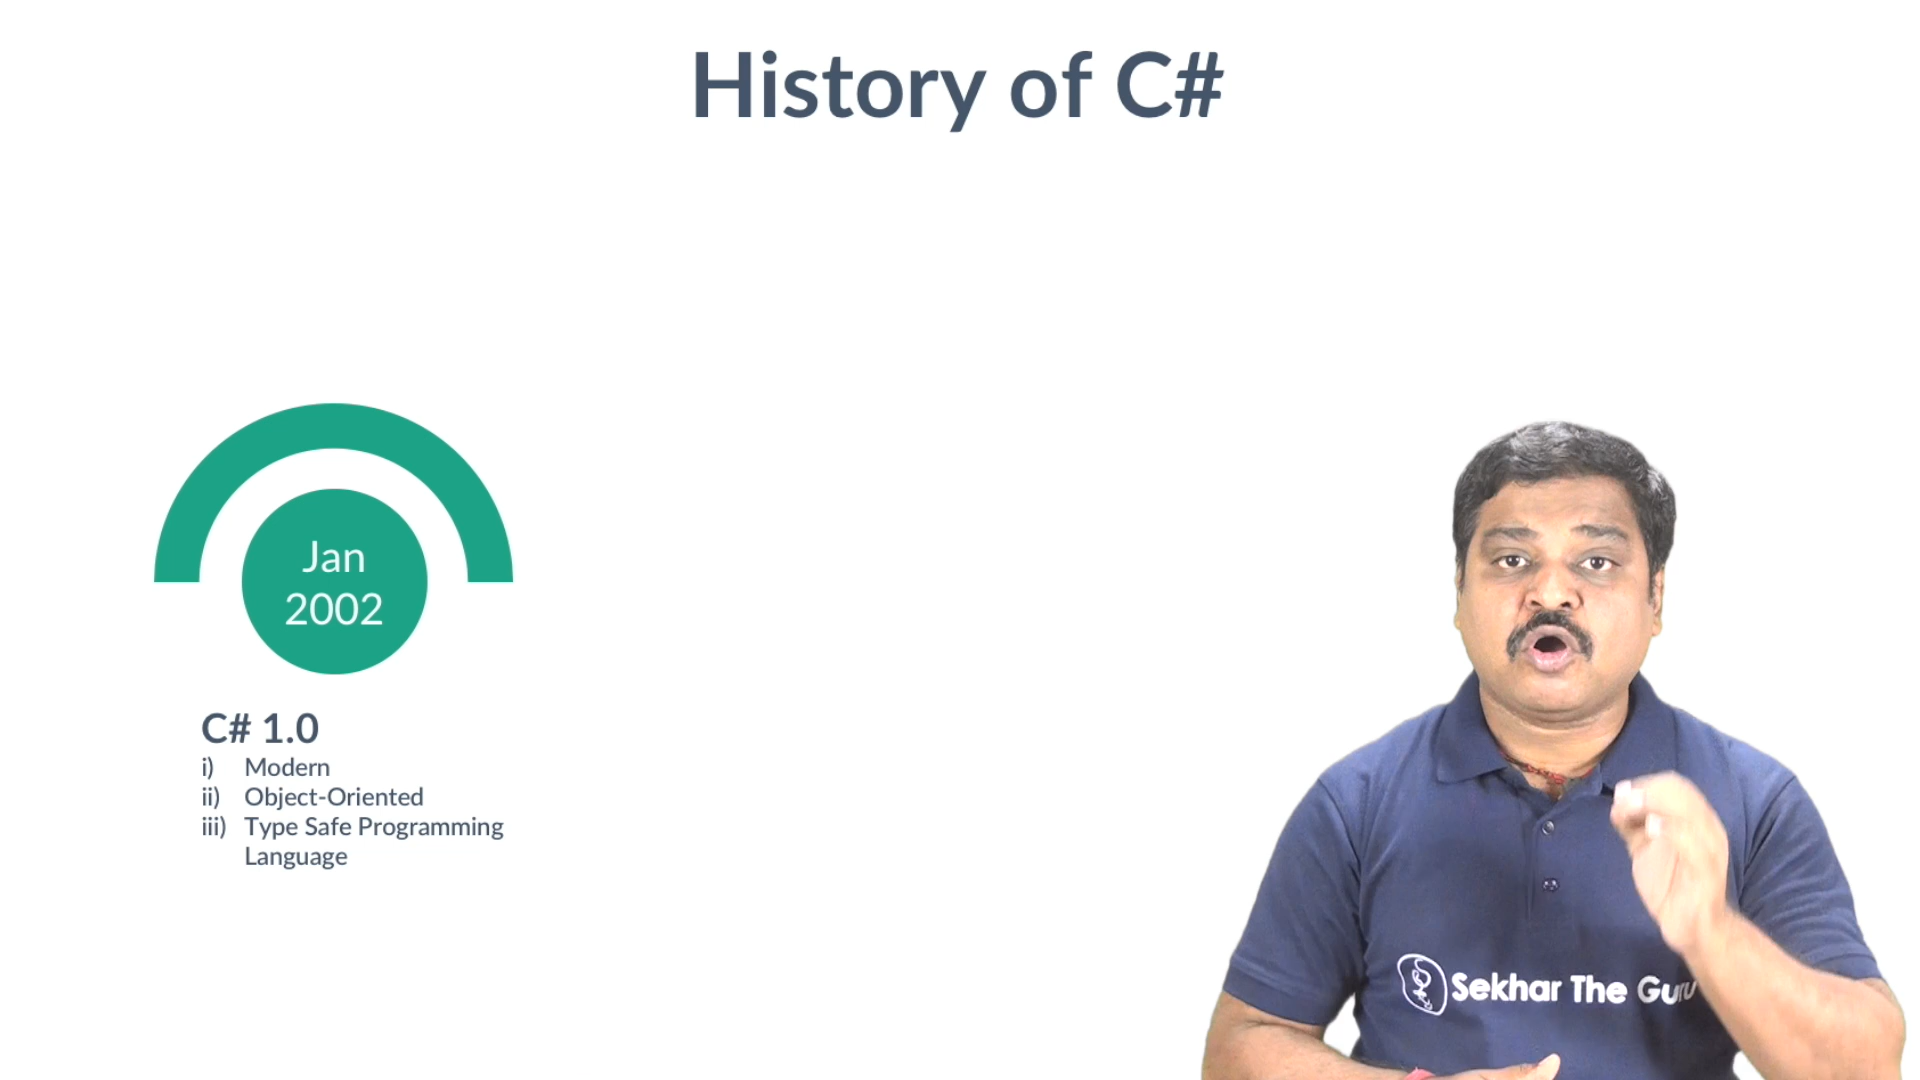 History of C#
Jan
2002
C# 1.0
i) Modern
ii) Object-Oriented
iii) Type Safe Programming
Language
Sekhar The Guru